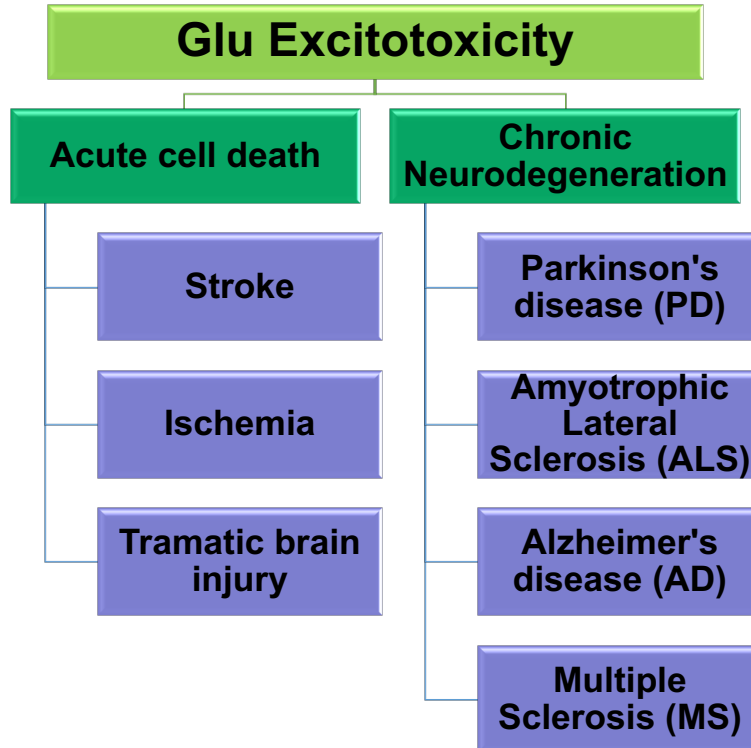 Glu Excitotoxicity
Acute cell death
Stroke
Ischemia
Tramatic brain
injury
Chronic
Neurodegeneration
Parkinson's
disease (PD)
Amyotrophic
Lateral
Sclerosis (ALS)
Alzheimer's
disease (AD)
Multiple
Sclerosis (MS)